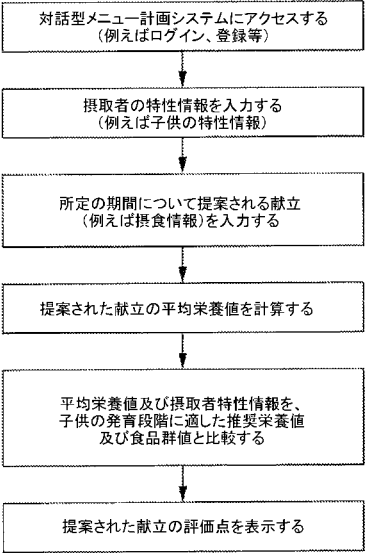 対話型メニュー計画システムにアクセスする
(例えばログイン、登録等)
摂取者の特性情報を入力する
(例えば子供の特性情報)
所定の期間について提案される献立
(例えば摂食情報)を入力する
提案された献立の平均栄養値を計算する
平均栄養値及び摂取者特性情報を、
子供の発育段階に適した推奨栄養値
及び食品群値と比較する
提案された献立の評価点を表示する